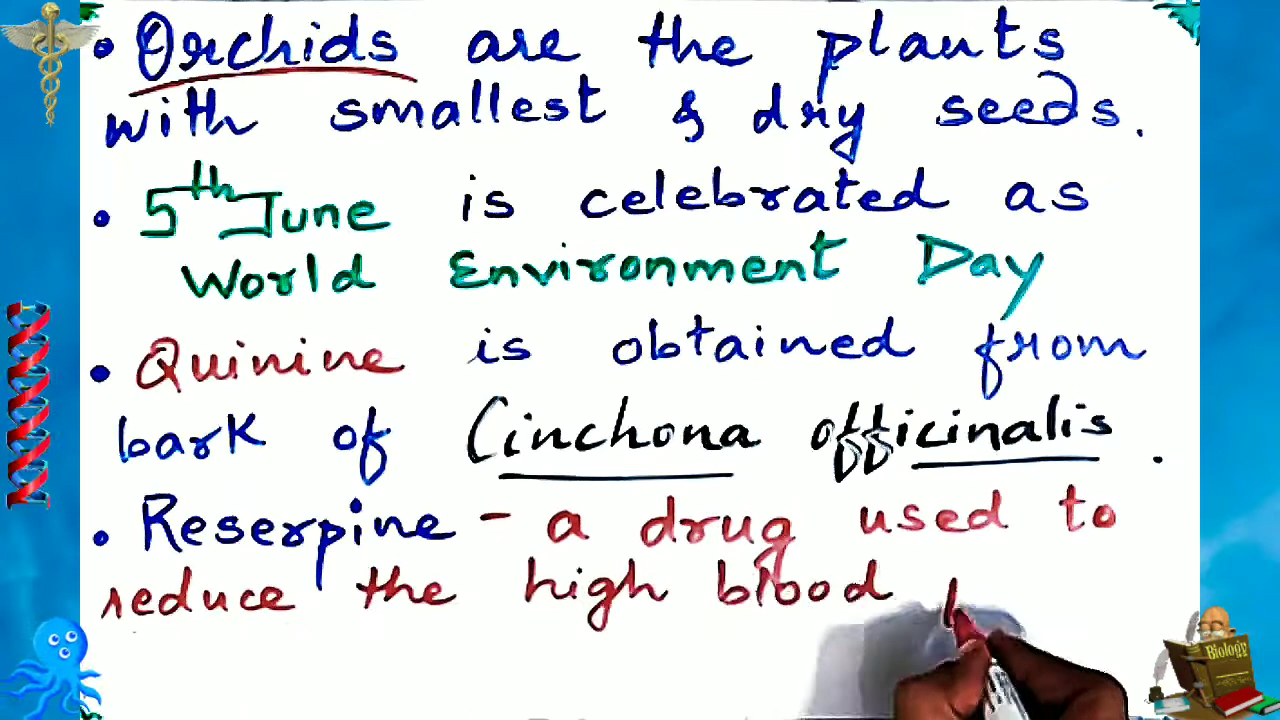 • Orchids are the plants
with smallest & dry seeds.
• 5th June is celebrated as
World Environment Day
• Quinine is obtained from
bark of Cinchona officinalis.
• Reserpine - a drug used to
reduce the high blood
Biology